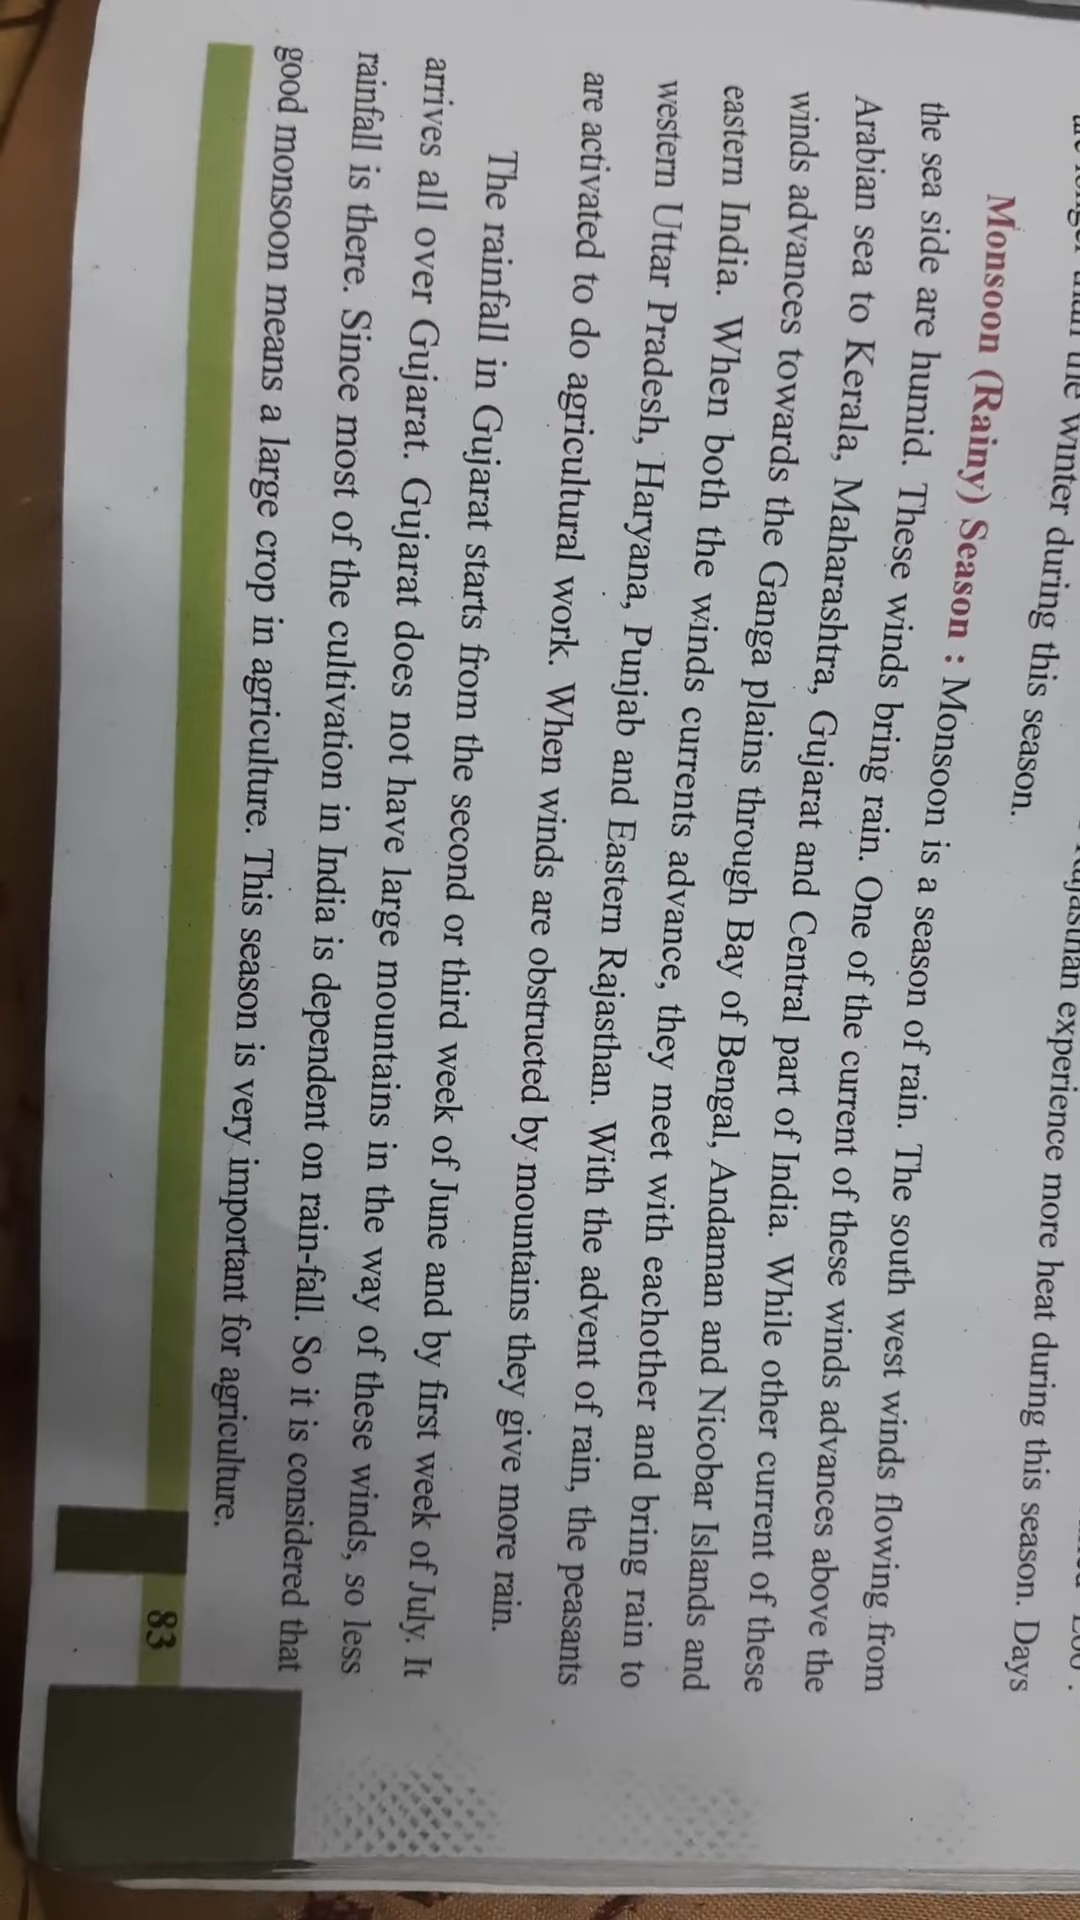 the winter during this season.
experience more heat during this season. Days
Monsoon (Rainy) Season : Monsoon is a season of rain. The south west winds flowing from
the sea side are humid. These winds bring rain. One of the current of these winds advances above the
Arabian sea to Kerala, Maharashtra, Gujarat and Central part of India. While other current of these
winds advances towards the Ganga plains through Bay of Bengal, Andaman and Nicobar Islands and
eastern India. When both the winds currents advance, they meet with eachother and bring rain to
western Uttar Pradesh, Haryana, Punjab and Eastern Rajasthan. With the advent of rain, the peasants
are activated to do agricultural work. When winds are obstructed by mountains they give more rain.
The rainfall in Gujarat starts from the second or third week of June and by first week of July. It
arrives all over Gujarat. Gujarat does not have large mountains in the way of these winds, so less
rainfall is there. Since most of the cultivation in India is dependent on rain-fall. So it is considered that
good monsoon means a large crop in agriculture. This season is very important for agriculture.
83